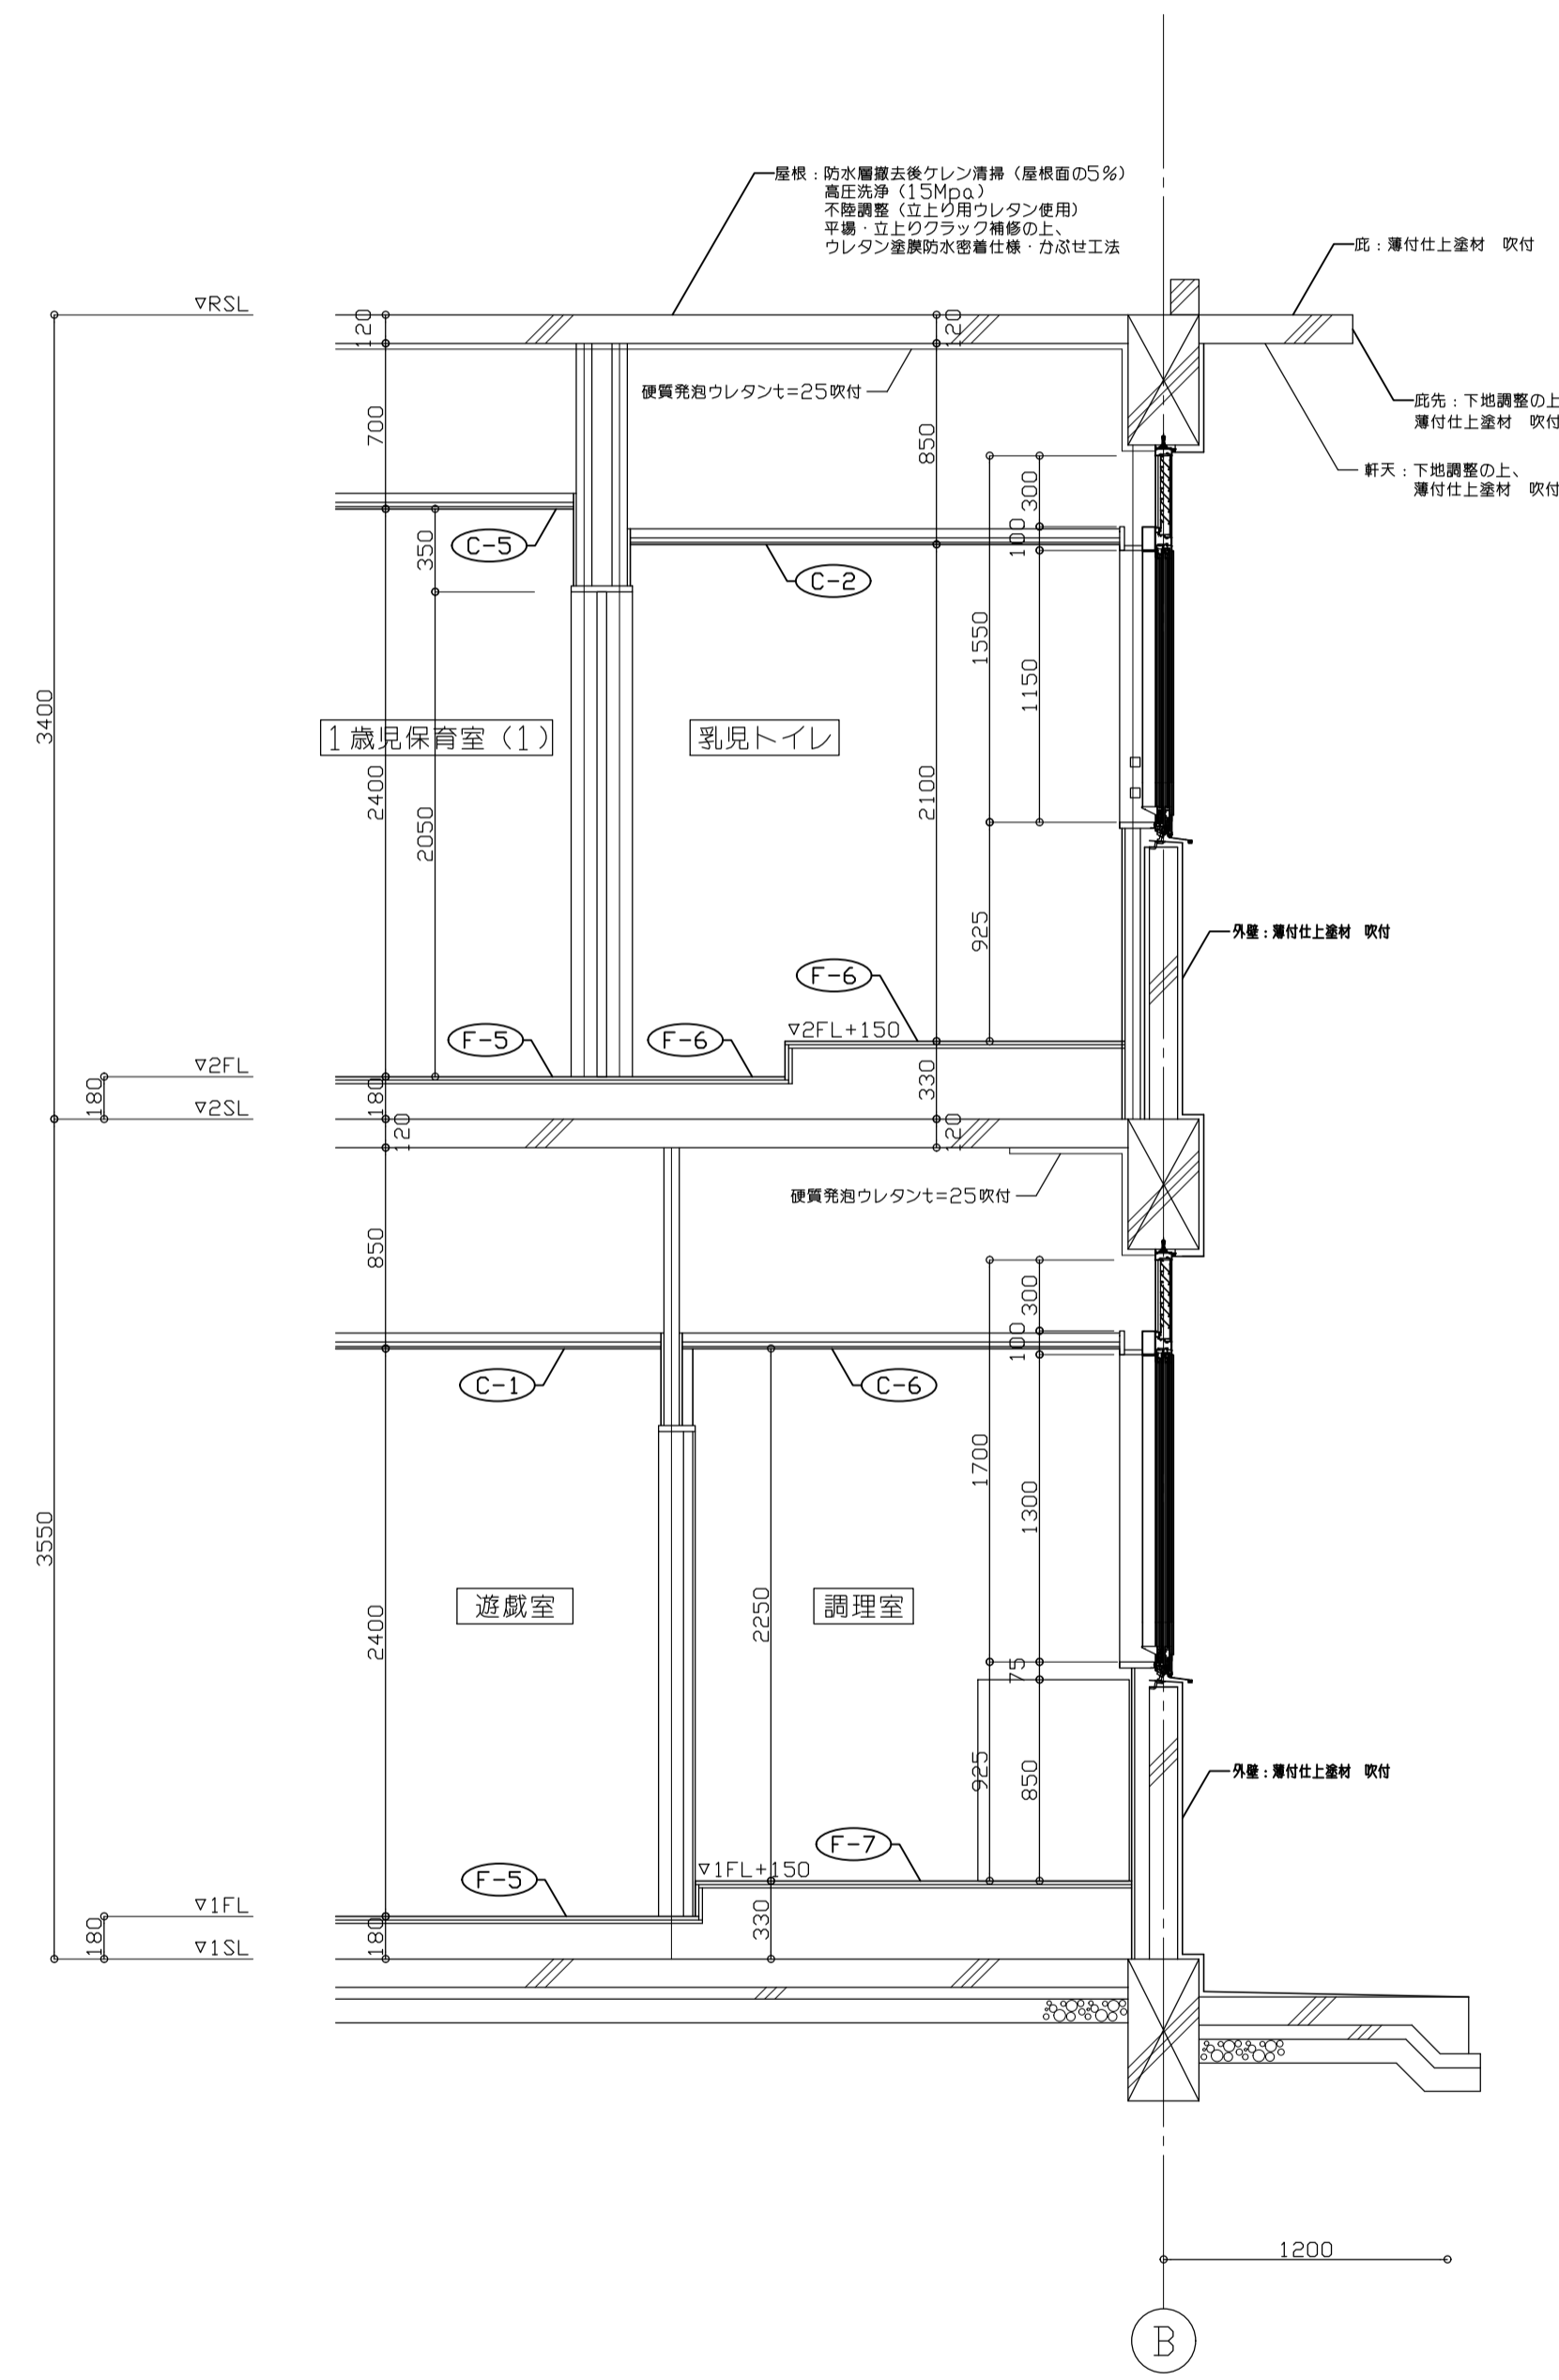 屋根：防水層撤去後ケレン清掃（屋根面の5％）
高圧洗浄（15Mpa）
不陸調整（立上り用ウレタン使用）
平場・立上りクラック補修の上、
ウレタン塗膜防水密着仕様・かぶせ工法
庇：薄付仕上塗材　吹付
▽RSL
120
120
硬質発泡ウレタンt=25吹付
庇先：下地調整の上
薄付仕上塗材　吹付
700
850
軒天：下地調整の上、
薄付仕上塗材　吹付
300
100
350
C-5
C-2
1550
1150
3400
1歳児保育室（1）
乳児トイレ
2400
2050
2100
925
外壁：薄付仕上塗材　吹付
F-6
▽2FL+150
F-5
F-6
▽2FL
180
▽2SL
180
330
120
120
硬質発泡ウレタンt=25吹付
850
300
100
C-1
C-6
1700
1300
3550
遊戯室
調理室
2400
2250
75
925
850
外壁：薄付仕上塗材　吹付
F-7
▽1FL+150
F-5
▽1FL
180
▽1SL
180
330
1200
B